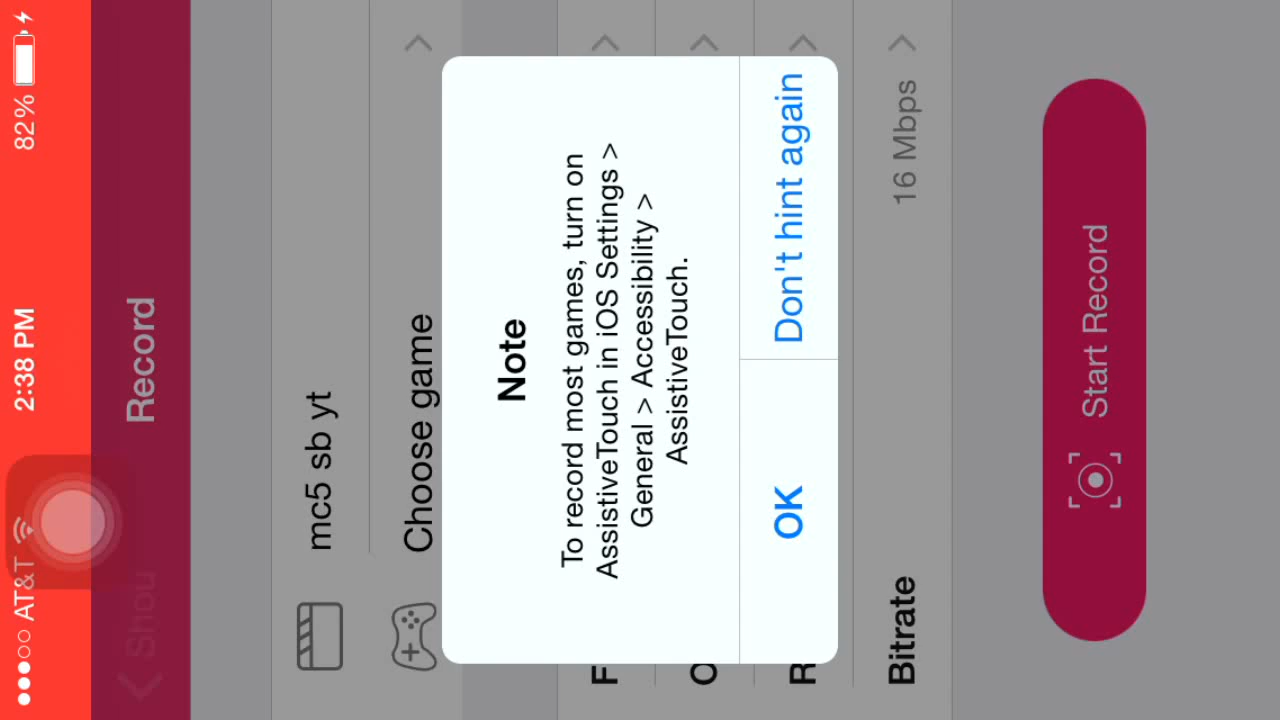 AT&T
2:38 PM
82%
Shou
Record
mc5 sb yt
Choose game
Note
To record most games, turn on
AssistiveTouch in iOS Settings >
General > Accessibility >
AssistiveTouch.
OK
Don't hint again
F
O
R
Bitrate
16 Mbps
Start Record